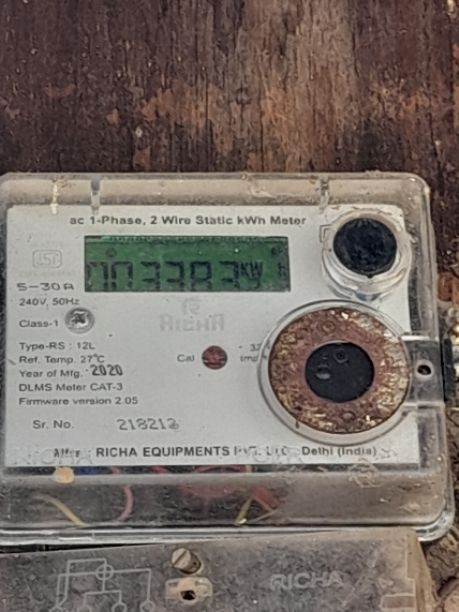 ac 1-Phase, 2 Wire Static kWh Meter
5-30A
240V, 50Hz
RICHA
Class-1
Type-RS : 12L
Ref. Temp. 27°C
Cal
Year of Mfg. 2020
DLMS Meter CAT-3
Firmware version 2.05
Sr. No. 218212
RICHA EQUIPMENTS PVT. LTD. Delhi (India)
RICHA
RICHA